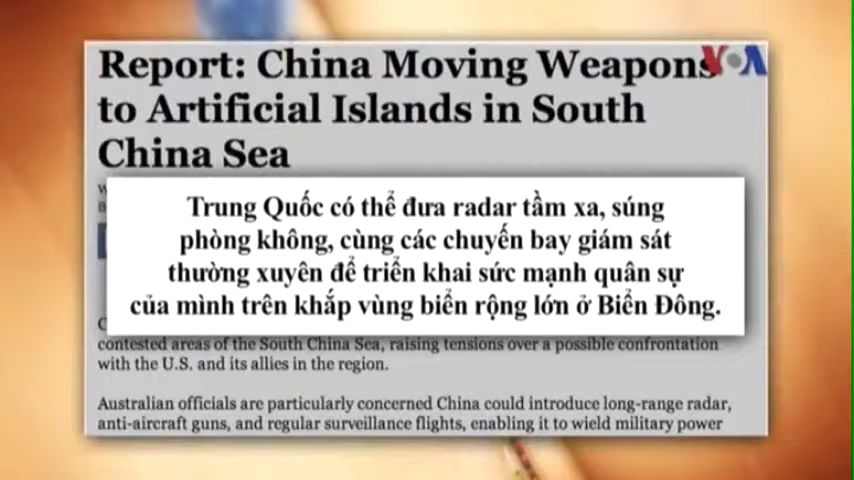 Report: China Moving Weapons
VOA
to Artificial Islands in South
China Sea
Trung Quốc có thể đưa radar tầm xa, súng
phòng không, cùng các chuyến bay giám sát
thường xuyên để triển khai sức mạnh quân sự
của mình trên khắp vùng biển rộng lớn ở Biển Đông.
contested areas of the South China Sea, raising tensions over a possible confrontation
with the U.S. and its allies in the region.
Australian officials are particularly concerned China could introduce long-range radar,
anti-aircraft guns, and regular surveillance flights, enabling it to wield military power